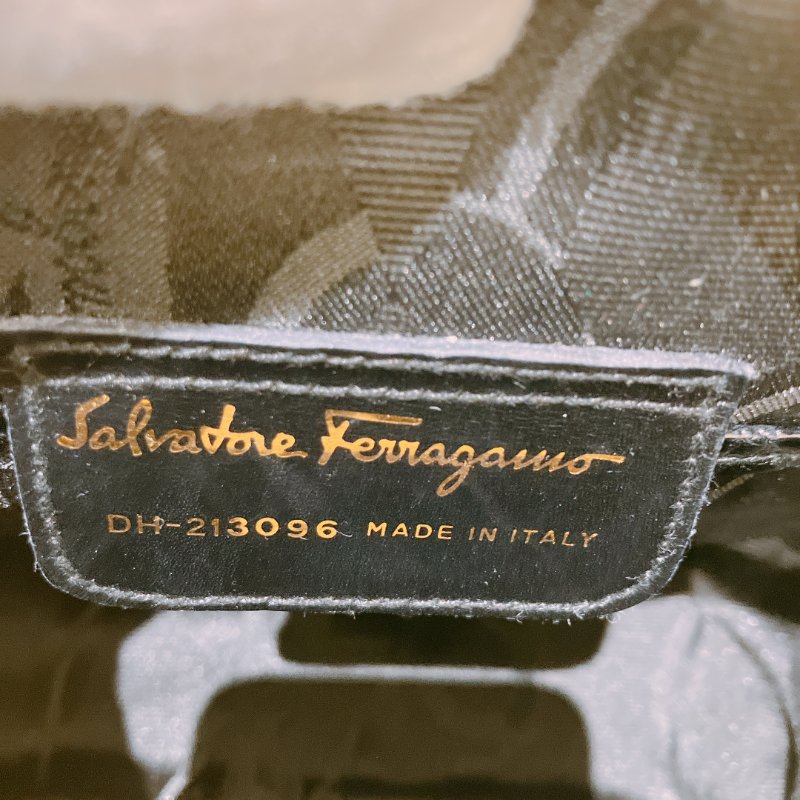 Salvatore Ferragamo
DH-213096 MADE IN ITALY